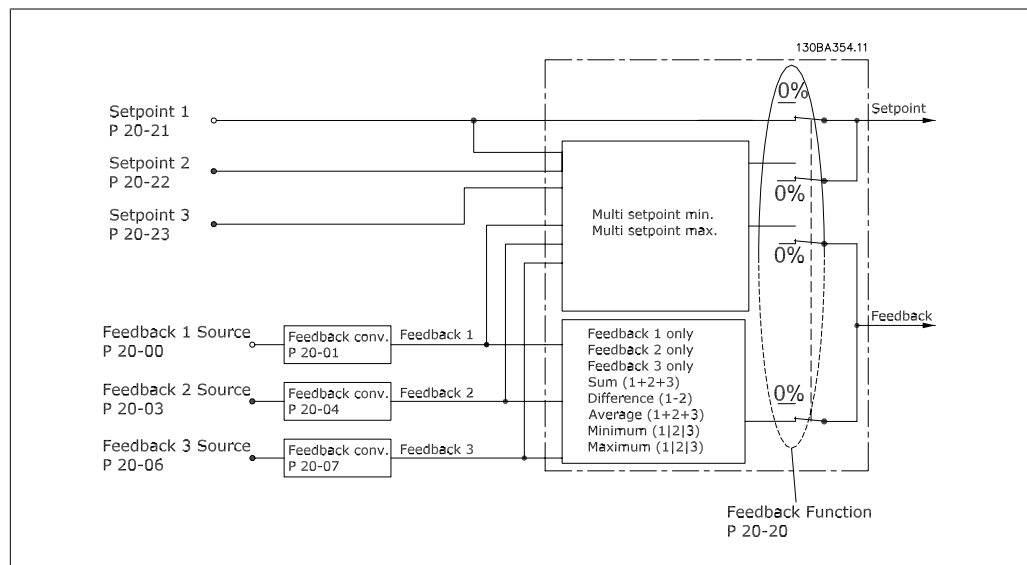 130BA354.11
0%
Setpoint 1
P 20-21
Setpoint
Setpoint 2
P 20-22
0%
Setpoint 3
P 20-23
Multi setpoint min.
Multi setpoint max.
0%
Feedback
Feedback 1 Source
P 20-00
Feedback conv.
P 20-01
Feedback 1
Feedback 2 Source
P 20-03
Feedback conv.
P 20-04
Feedback 2
Feedback 3 Source
P 20-06
Feedback conv.
P 20-07
Feedback 3
Feedback 1 only
Feedback 2 only
Feedback 3 only
Sum (1+2+3)
Difference (1-2)
Average (1+2+3)
Minimum (1|2|3)
Maximum (1|2|3)
0%
Feedback Function
P 20-20